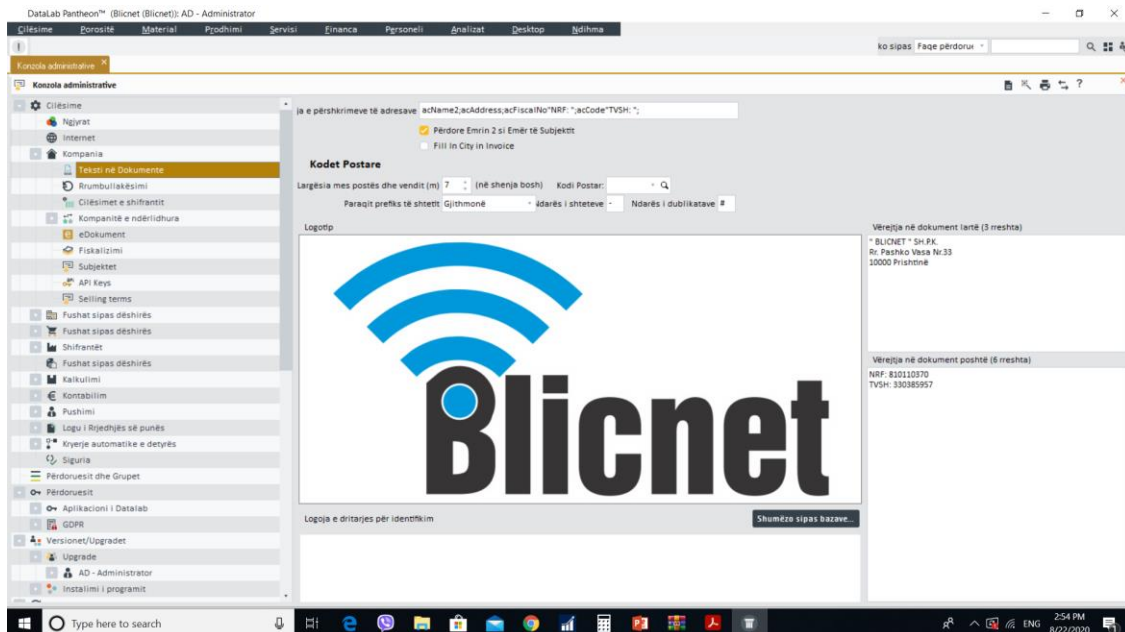 DataLab Pantheon™ (Blicnet (Blicnet)): AD - Administrator
Cilësime Porositë Material Prodhimi Servisi Financa Personeli Analizat Desktop Ndihma
ko sipas Faqe përdorue
Konzola administrative
Konzola administrative
Cilësime
Ngjyrat
Internet
Kompania
Teksti në Dokumente
Rrumbullakësimi
Cilësimet e shifrantit
Kompanitë e ndërlidhura
eDokument
Fiskalizimi
Subjektet
API Keys
Selling terms
Fushat sipas dëshirës
Fushat sipas dëshirës
Shifrantët
Fushat sipas dëshirës
Kalkulimi
Kontabilim
Pushimi
Logu i Rrjedhjës së punës
Kryerje automatike e detyrës
Siguria
Përdoruesit dhe Grupet
Përdoruesit
Aplikacioni i Datalab
GDPR
Versionet/Upgradet
Upgrade
AD - Administrator
Instalimi i programit
ja e përshkrimeve të adresave acName2;acAddress;acFiscalNo"NRF: ";acCode"TVSH: ";
Përdore Emrin 2 si Emër të Subjektit
Fill In City in Invoice
Kodet Postare
Largësia mes postës dhe vendit (m) 7 (në shenja bosh) Kodi Postar:
Paraqit prefiks të shtetit Gjithmonë Ndarës i shteteve - Ndarës i dublikatave #
Logotip
Blicnet
Logoja e dritarjes për identifikim
Shumëzo sipas bazave...
Vërejtja në dokument lartë (3 rreshta)
" BLICNET " SH.P.K.
Rr. Pashko Vasa Nr.33
10000 Prishtinë
Vërejtja në dokument poshtë (6 rreshta)
NRF: 810110370
TVSH: 330385957
Type here to search
ENG
2:54 PM
8/22/2020